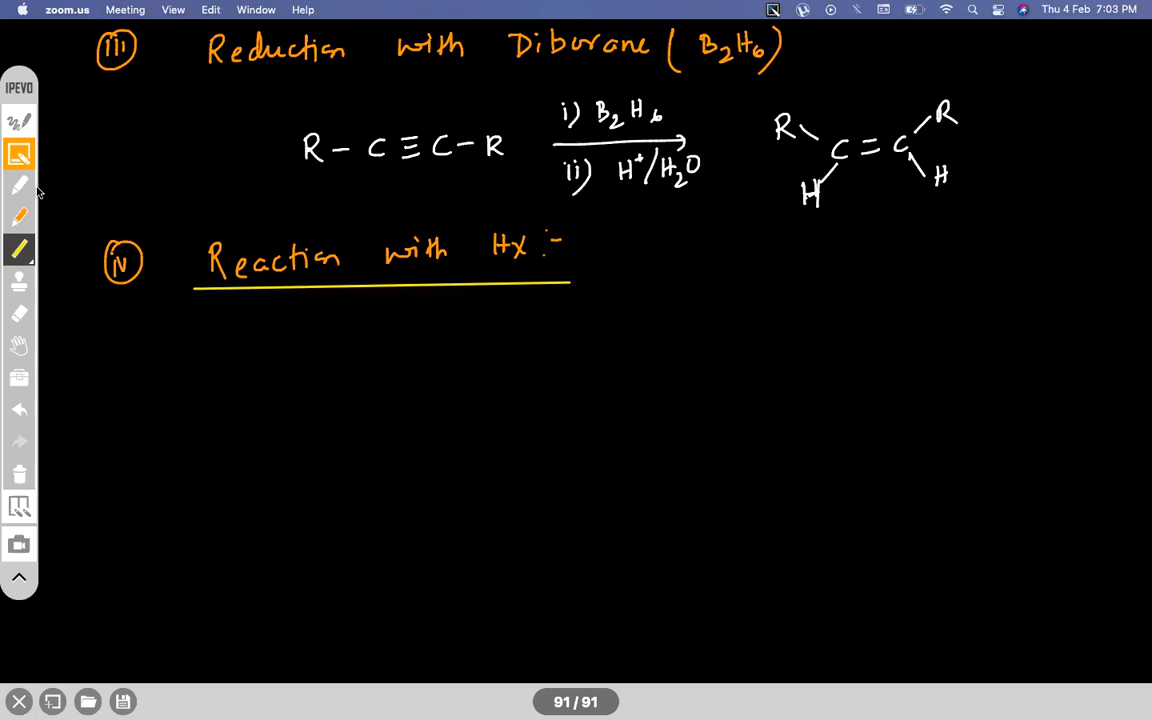 zoom.us Meeting View Edit Window Help Thu 4 Feb 7:03 PM
(iii) Reduction with Diborane (B₂H₆)
IPEVO
R - C ≡ C - R i) B₂H₆ ii) H⁺/H₂O R R
C = C
H H
(iv) Reaction with HX :-
91 / 91